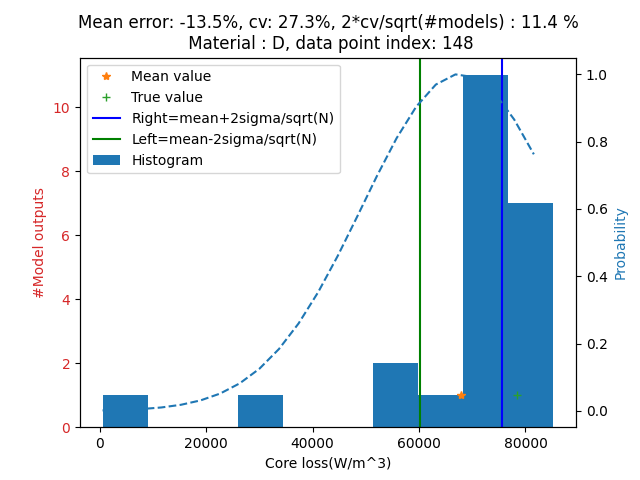 Mean error: -13.5%, cv: 27.3%, 2*cv/sqrt(#models) : 11.4 %
Material : D, data point index: 148
Mean value
True value
Right=mean+2sigma/sqrt(N)
Left=mean-2sigma/sqrt(N)
Histogram
#Model outputs
10
8
6
4
2
0
1.0
0.8
0.6
0.4
0.2
0.0
Probability
0 20000 40000 60000 80000
Core loss(W/m^3)